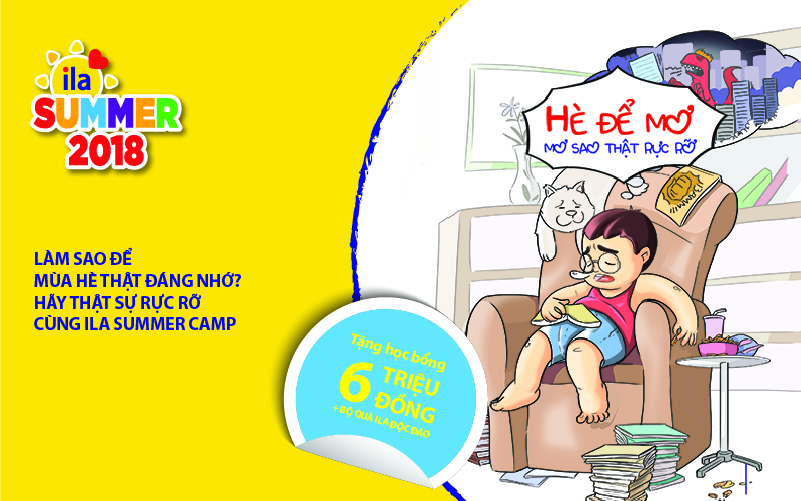 ila
SUMMER
2018
LÀM SAO ĐỂ
MÙA HÈ THẬT ĐÁNG NHỚ?
HÃY THẬT SỰ RỰC RỠ
CÙNG ILA SUMMER CAMP
Tặng học bổng
6 TRIỆU
ĐỒNG
+ BỘ QUÀ ILA ĐỘC ĐÁO
HÈ ĐỂ MƠ
MƠ SAO THẬT RỰC RỠ
BAMM!!!